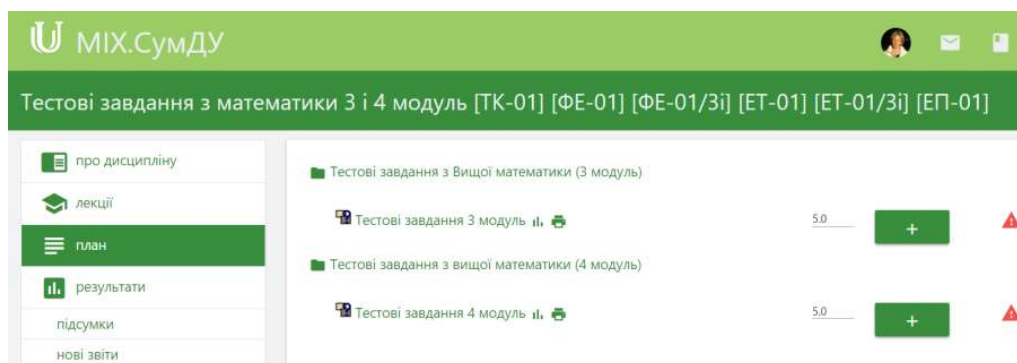 МІХ.СумДУ
Тестові завдання з математики 3 і 4 модуль [ТК-01] [ФЕ-01] [ФЕ-01/3і] [ЕТ-01] [ЕТ-01/3і] [ЕП-01]
про дисципліну
лекції
план
результати
підсумки
нові звіти
Тестові завдання з Вищої математики (3 модуль)
Тестові завдання 3 модуль 5.0 +
Тестові завдання з вищої математики (4 модуль)
Тестові завдання 4 модуль 5.0 +